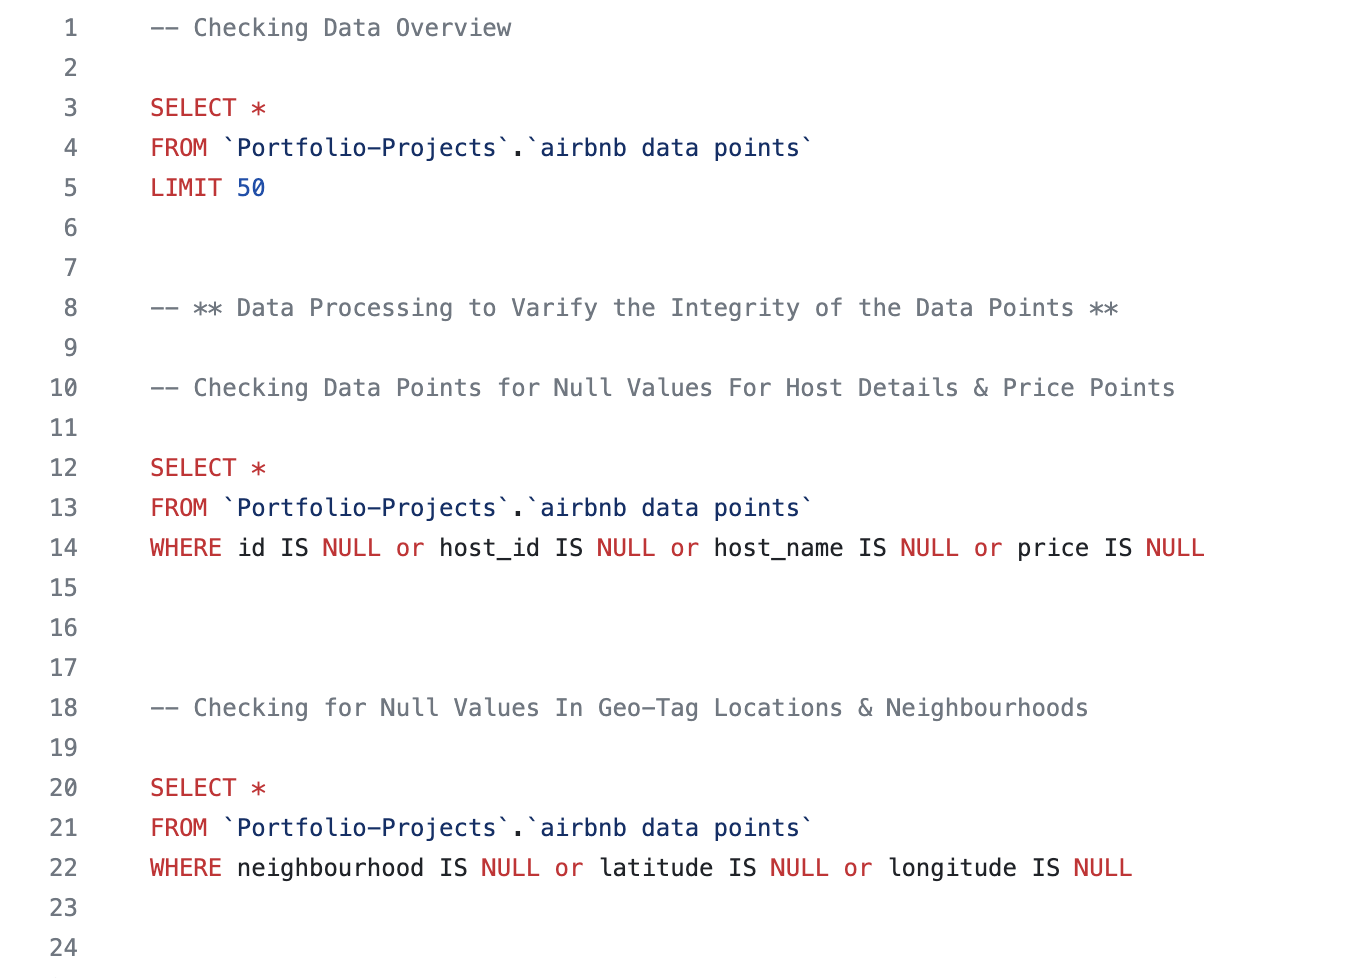 1 -- Checking Data Overview
2
3 SELECT *
4 FROM `Portfolio-Projects`.`airbnb data points`
5 LIMIT 50
6
7
8 -- ** Data Processing to Varify the Integrity of the Data Points **
9
10 -- Checking Data Points for Null Values For Host Details & Price Points
11
12 SELECT *
13 FROM `Portfolio-Projects`.`airbnb data points`
14 WHERE id IS NULL or host_id IS NULL or host_name IS NULL or price IS NULL
15
16
17
18 -- Checking for Null Values In Geo-Tag Locations & Neighbourhoods
19
20 SELECT *
21 FROM `Portfolio-Projects`.`airbnb data points`
22 WHERE neighbourhood IS NULL or latitude IS NULL or longitude IS NULL
23
24